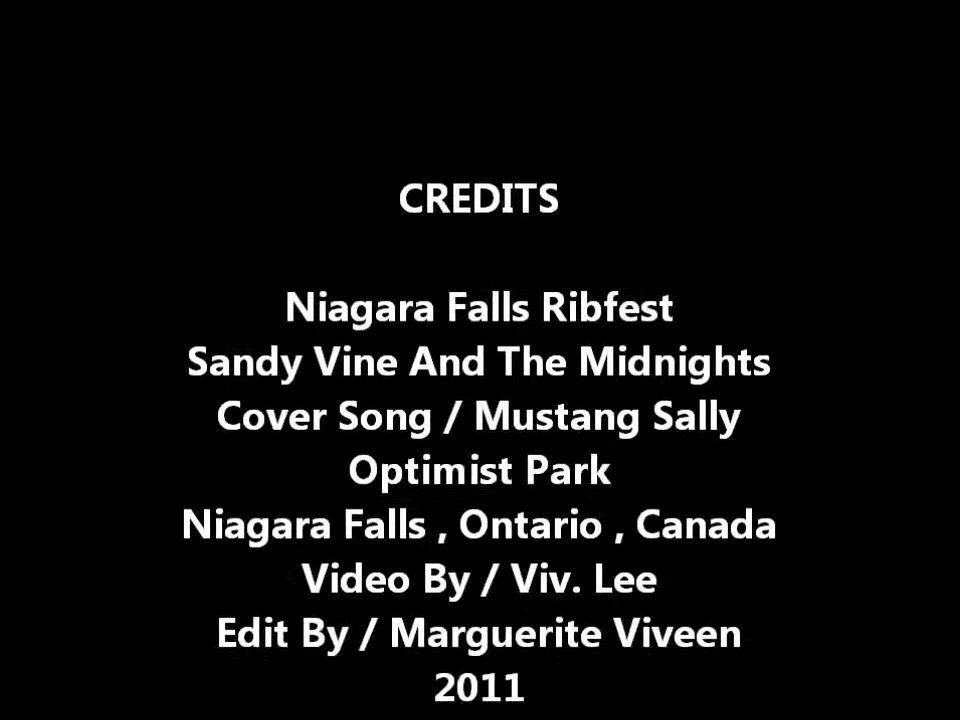 CREDITS
Niagara Falls Ribfest
Sandy Vine And The Midnights
Cover Song / Mustang Sally
Optimist Park
Niagara Falls , Ontario , Canada
Video By / Viv. Lee
Edit By / Marguerite Viveen
2011